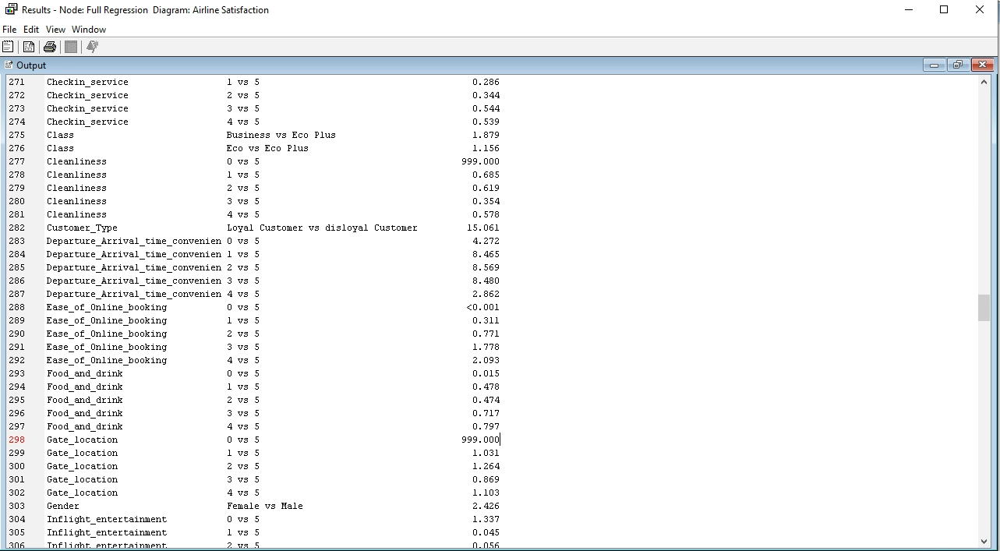 Results - Node: Full Regression  Diagram: Airline Satisfaction
File Edit View Window
Output
271 Checkin_service 1 vs 5 0.286
272 Checkin_service 2 vs 5 0.344
273 Checkin_service 3 vs 5 0.544
274 Checkin_service 4 vs 5 0.539
275 Class Business vs Eco Plus 1.879
276 Class Eco vs Eco Plus 1.156
277 Cleanliness 0 vs 5 999.000
278 Cleanliness 1 vs 5 0.685
279 Cleanliness 2 vs 5 0.619
280 Cleanliness 3 vs 5 0.354
281 Cleanliness 4 vs 5 0.578
282 Customer_Type Loyal Customer vs disloyal Customer 15.061
283 Departure_Arrival_time_convenien 0 vs 5 4.272
284 Departure_Arrival_time_convenien 1 vs 5 8.465
285 Departure_Arrival_time_convenien 2 vs 5 8.569
286 Departure_Arrival_time_convenien 3 vs 5 8.480
287 Departure_Arrival_time_convenien 4 vs 5 2.862
288 Ease_of_Online_booking 0 vs 5 <0.001
289 Ease_of_Online_booking 1 vs 5 0.311
290 Ease_of_Online_booking 2 vs 5 0.771
291 Ease_of_Online_booking 3 vs 5 1.778
292 Ease_of_Online_booking 4 vs 5 2.093
293 Food_and_drink 0 vs 5 0.015
294 Food_and_drink 1 vs 5 0.478
295 Food_and_drink 2 vs 5 0.474
296 Food_and_drink 3 vs 5 0.717
297 Food_and_drink 4 vs 5 0.797
298 Gate_location 0 vs 5 999.000
299 Gate_location 1 vs 5 1.031
300 Gate_location 2 vs 5 1.264
301 Gate_location 3 vs 5 0.869
302 Gate_location 4 vs 5 1.103
303 Gender Female vs Male 2.426
304 Inflight_entertainment 0 vs 5 1.337
305 Inflight_entertainment 1 vs 5 0.045
306 Inflight_entertainment 2 vs 5 0.056